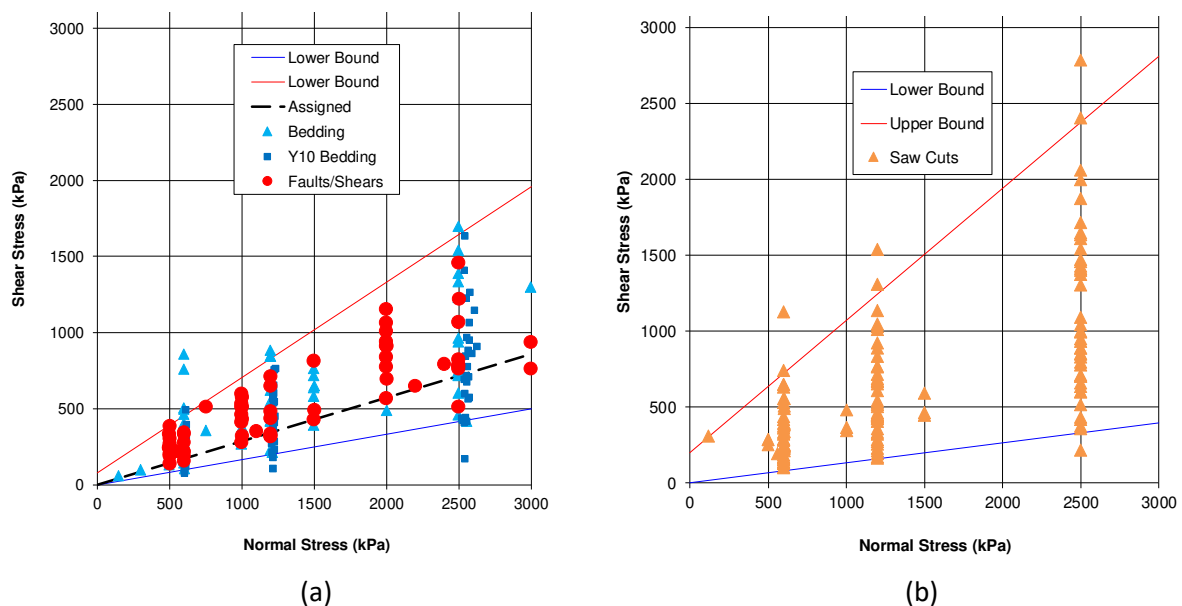 3000
2500
2000
1500
1000
500
0
Shear Stress (kPa)
Lower Bound
Lower Bound
Assigned
Bedding
Y10 Bedding
Faults/Shears
0 500 1000 1500 2000 2500 3000
Normal Stress (kPa)
(a)
3000
2500
2000
1500
1000
500
0
Shear Stress (kPa)
Lower Bound
Upper Bound
Saw Cuts
0 500 1000 1500 2000 2500 3000
Normal Stress (kPa)
(b)